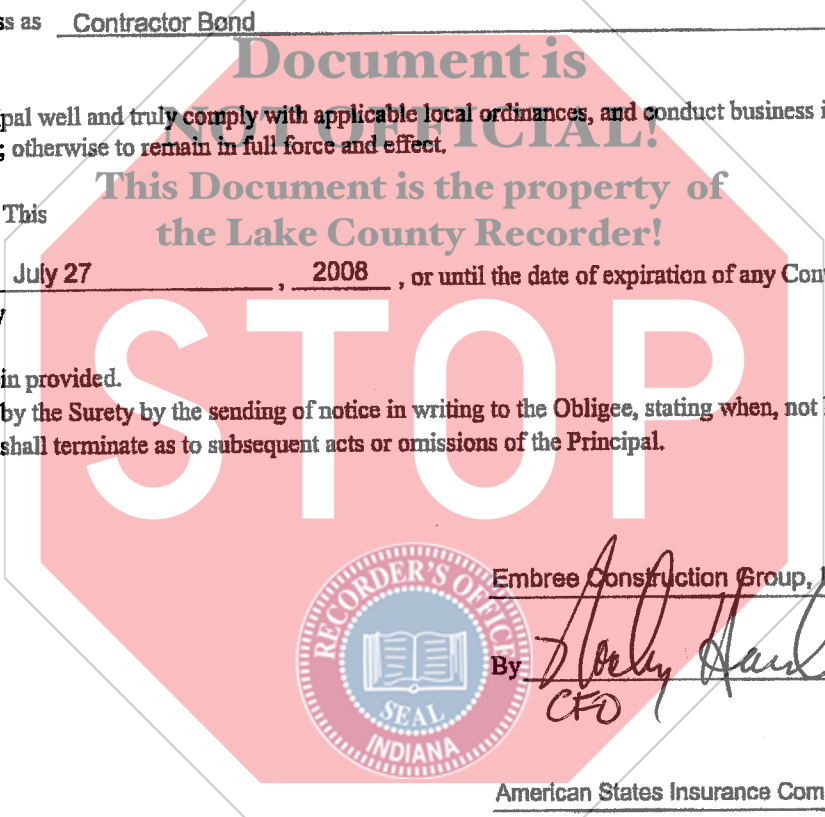 ss as Contractor Bond
Document is
NOT OFFICIAL!
pal well and truly comply with applicable local ordinances, and conduct business i
; otherwise to remain in full force and effect.
This Document is the property of
This
the Lake County Recorder!
July 27 , 2008 , or until the date of expiration of any Con
in provided.
by the Surety by the sending of notice in writing to the Obligee, stating when, not
shall terminate as to subsequent acts or omissions of the Principal.
STOP
RECORDER'S OFFICE
SEAL
INDIANA
Embree Construction Group,
By
CFO
American States Insurance Com